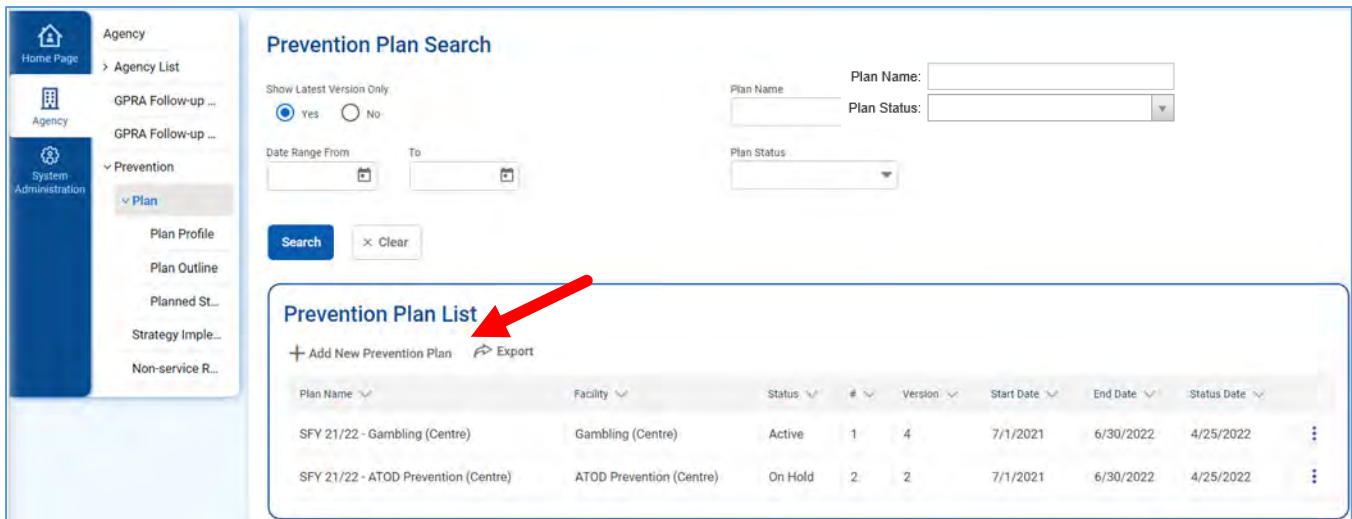 Home Page
Agency
System
Administration
Agency
> Agency List
GPRA Follow-up ...
GPRA Follow-up ...
Prevention
Plan
Plan Profile
Plan Outline
Planned St...
Strategy Imple...
Non-service R...
Prevention Plan Search
Show Latest Version Only
Yes No
Plan Name
Plan Name:
Plan Status:
Date Range From To
Plan Status
Search × Clear
Prevention Plan List
+ Add New Prevention Plan Export
Plan Name Facility Status # Version Start Date End Date Status Date
SFY 21/22 - Gambling (Centre) Gambling (Centre) Active 1 4 7/1/2021 6/30/2022 4/25/2022
SFY 21/22 - ATOD Prevention (Centre) ATOD Prevention (Centre) On Hold 2 2 7/1/2021 6/30/2022 4/25/2022